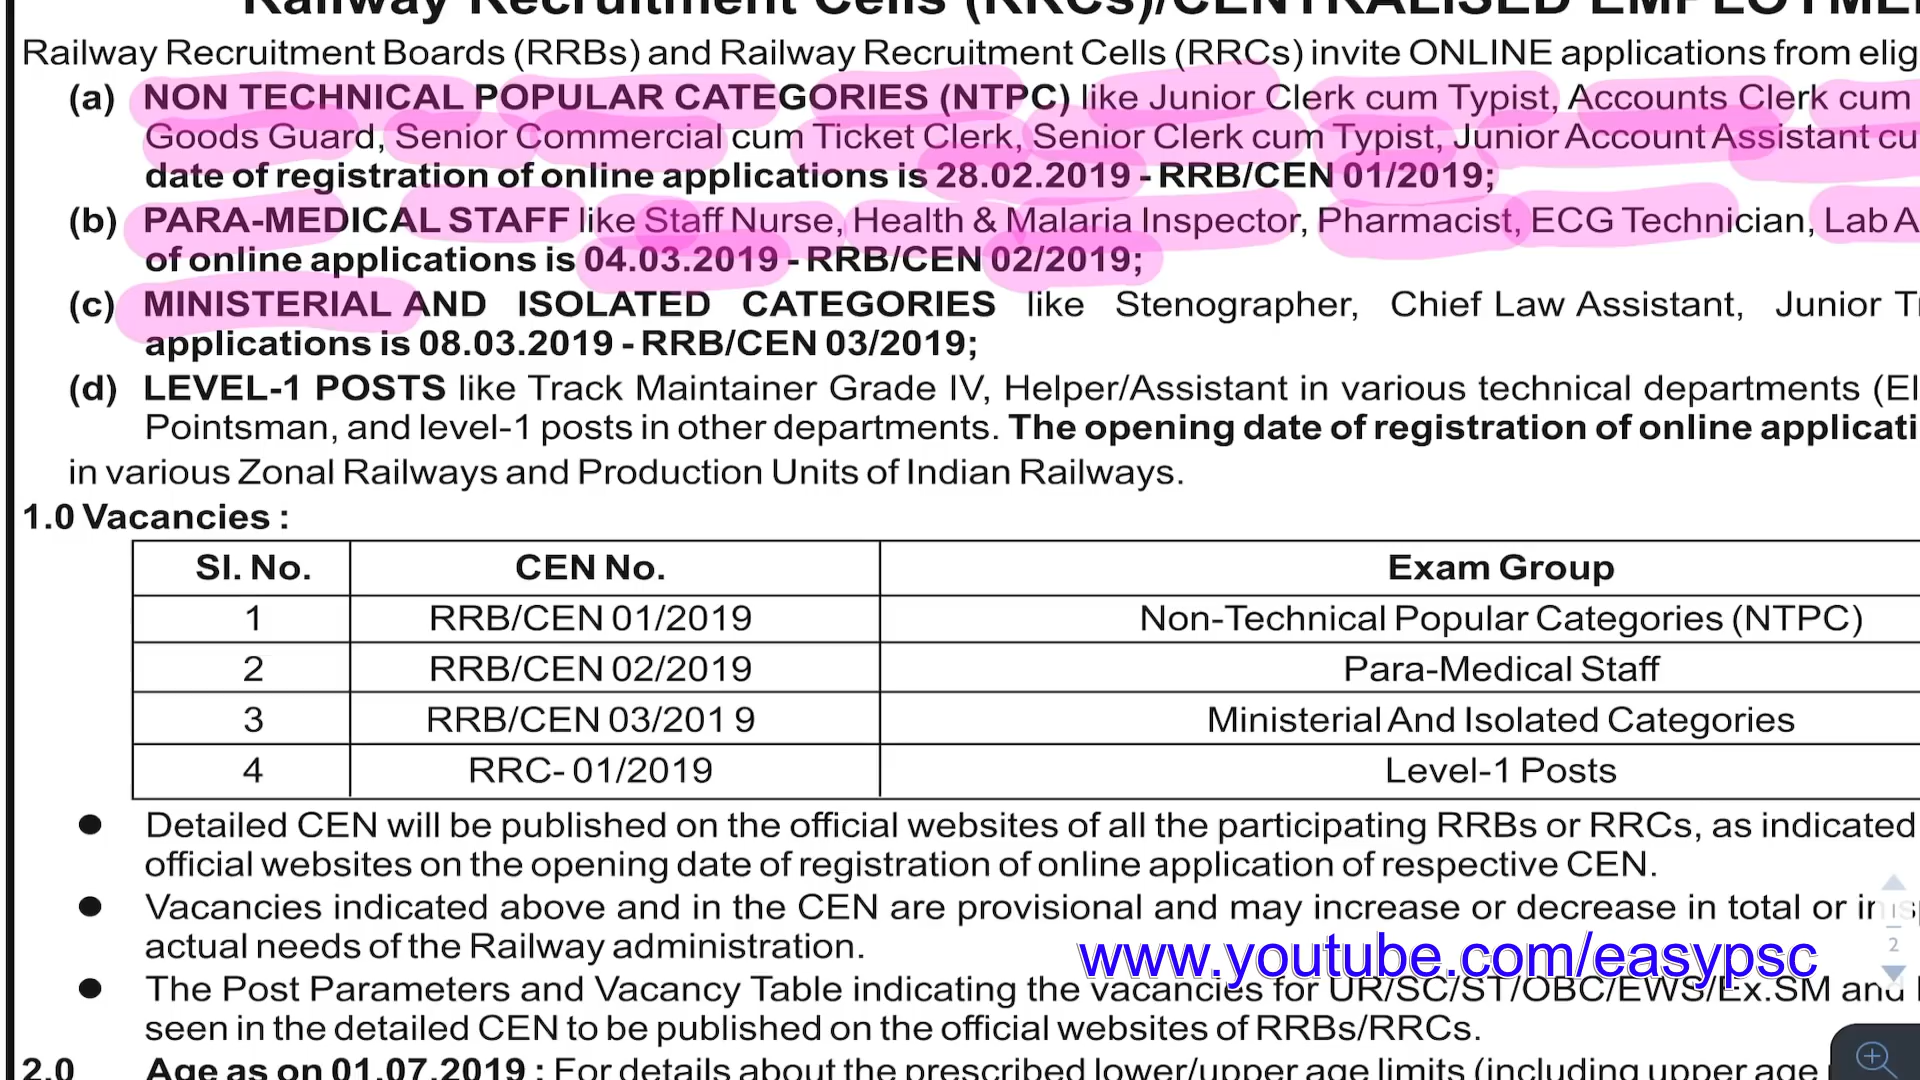 Railway Recruitment Cells (RRCs)/CENTRALISED
Railway Recruitment Boards (RRBs) and Railway Recruitment Cells (RRCs) invite ONLINE applications from
(a) NON TECHNICAL POPULAR CATEGORIES (NTPC) like Junior Clerk cum Typist, Accounts Clerk cum
Goods Guard, Senior Commercial cum Ticket Clerk, Senior Clerk cum Typist, Junior Account Assistant
date of registration of online applications is 28.02.2019 - RRB/CEN 01/2019;
(b) PARA-MEDICAL STAFF like Staff Nurse, Health & Malaria Inspector, Pharmacist, ECG Technician, Lab
of online applications is 04.03.2019 - RRB/CEN 02/2019;
(c) MINISTERIAL AND ISOLATED CATEGORIES like Stenographer, Chief Law Assistant, Junior
applications is 08.03.2019 - RRB/CEN 03/2019;
(d) LEVEL-1 POSTS like Track Maintainer Grade IV, Helper/Assistant in various technical departments
Pointsman, and level-1 posts in other departments. The opening date of registration of online
in various Zonal Railways and Production Units of Indian Railways.
1.0 Vacancies :
Sl. No. CEN No. Exam Group
1 RRB/CEN 01/2019 Non-Technical Popular Categories (NTPC)
2 RRB/CEN 02/2019 Para-Medical Staff
3 RRB/CEN 03/201 9 Ministerial And Isolated Categories
4 RRC- 01/2019 Level-1 Posts
● Detailed CEN will be published on the official websites of all the participating RRBs or RRCs, as indicated
official websites on the opening date of registration of online application of respective CEN.
● Vacancies indicated above and in the CEN are provisional and may increase or decrease in total or in
actual needs of the Railway administration.
www.youtube.com/easypsc
2
● The Post Parameters and Vacancy Table indicating the vacancies for UR/SC/ST/OBC/EWS/Ex.SM and
seen in the detailed CEN to be published on the official websites of RRBs/RRCs.
2.0 Age as on 01.07.2019 : For details about the prescribed lower/upper age limits (including upper age